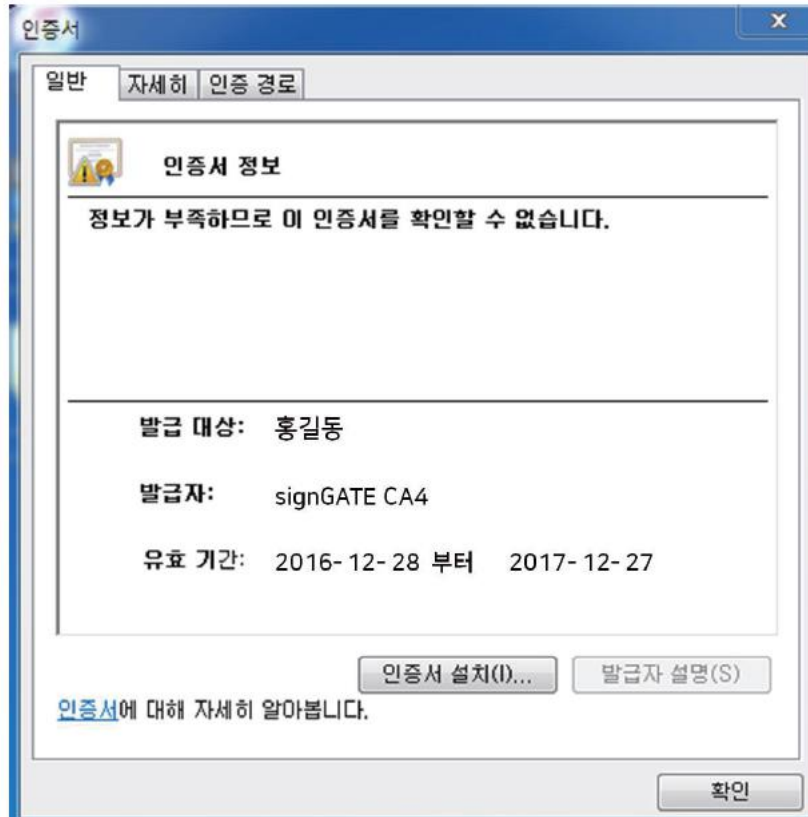 인증서
일반 자세히 인증 경로
인증서 정보
정보가 부족하므로 이 인증서를 확인할 수 없습니다.
발급 대상: 홍길동
발급자: signGATE CA4
유효 기간: 2016-12-28 부터 2017-12-27
인증서 설치(I)... 발급자 설명(S)
인증서에 대해 자세히 알아봅니다.
확인